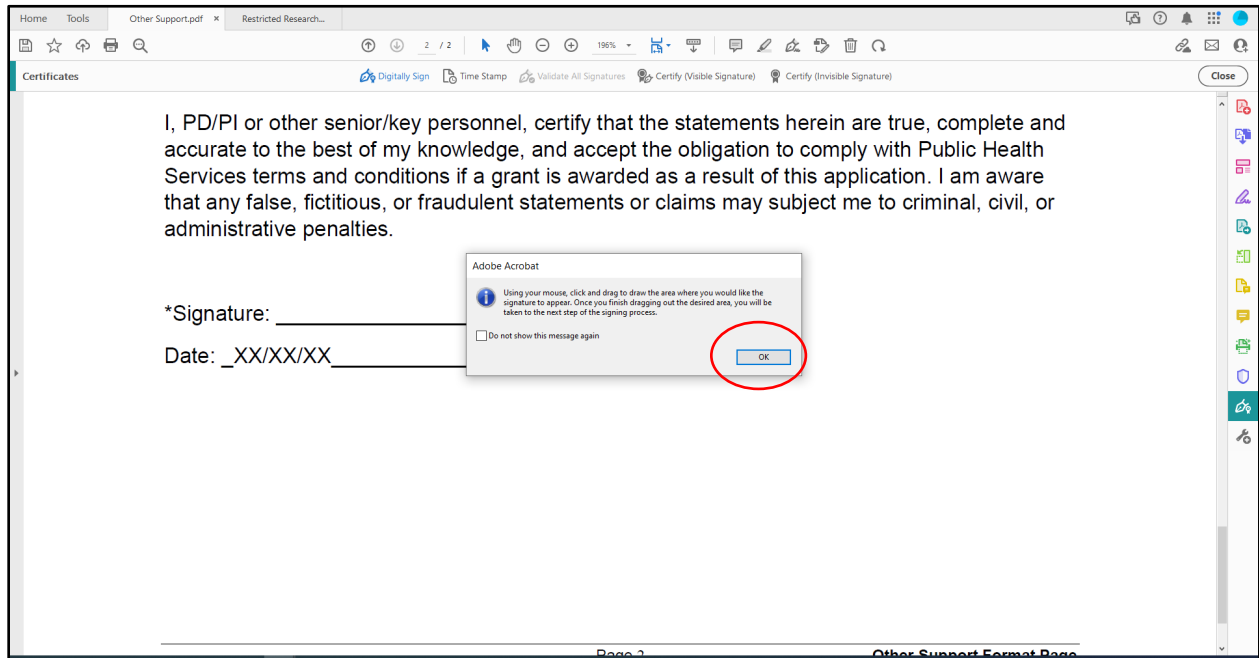 Home Tools Other Support.pdf × Restricted Research...
2 / 2 196%
Certificates Digitally Sign Time Stamp Validate All Signatures Certify (Visible Signature) Certify (Invisible Signature) Close
I, PD/PI or other senior/key personnel, certify that the statements herein are true, complete and
accurate to the best of my knowledge, and accept the obligation to comply with Public Health
Services terms and conditions if a grant is awarded as a result of this application. I am aware
that any false, fictitious, or fraudulent statements or claims may subject me to criminal, civil, or
administrative penalties.
Adobe Acrobat
Using your mouse, click and drag to draw the area where you would like the
signature to appear. Once you finish dragging out the desired area, you will be
taken to the next step of the signing process.
Do not show this message again
OK
*Signature: ________________
Date: _XX/XX/XX____________
Page 2 Other Support Format Page